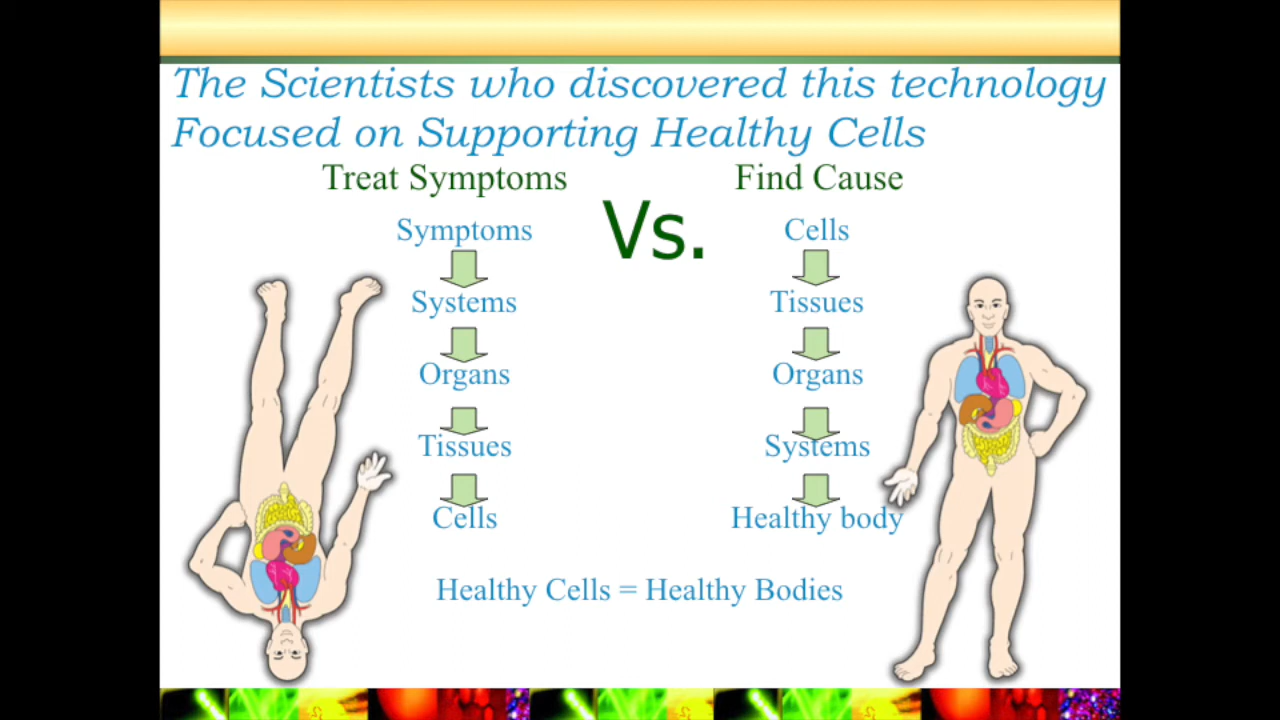 The Scientists who discovered this technology
Focused on Supporting Healthy Cells
Treat Symptoms
Vs.
Find Cause
Symptoms
Systems
Organs
Tissues
Cells
Cells
Tissues
Organs
Systems
Healthy body
Healthy Cells = Healthy Bodies